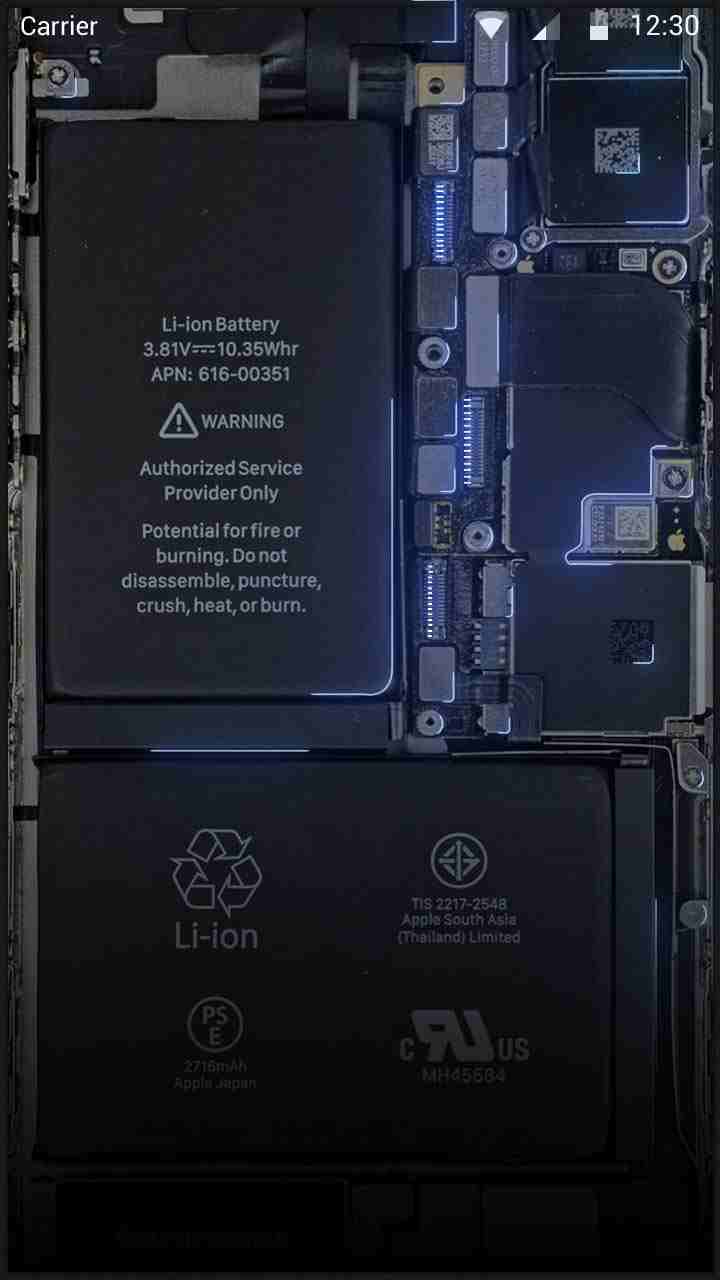 Carrier
12:30
Li-ion Battery
3.81V⎓10.35Whr
APN: 616-00351
WARNING
Authorized Service
Provider Only
Potential for fire or
burning. Do not
disassemble, puncture,
crush, heat, or burn.
Li-ion
TIS 2217-2548
Apple South Asia
(Thailand) Limited
PS
E
2716mAh
Apple Japan
c RU US
MH45684